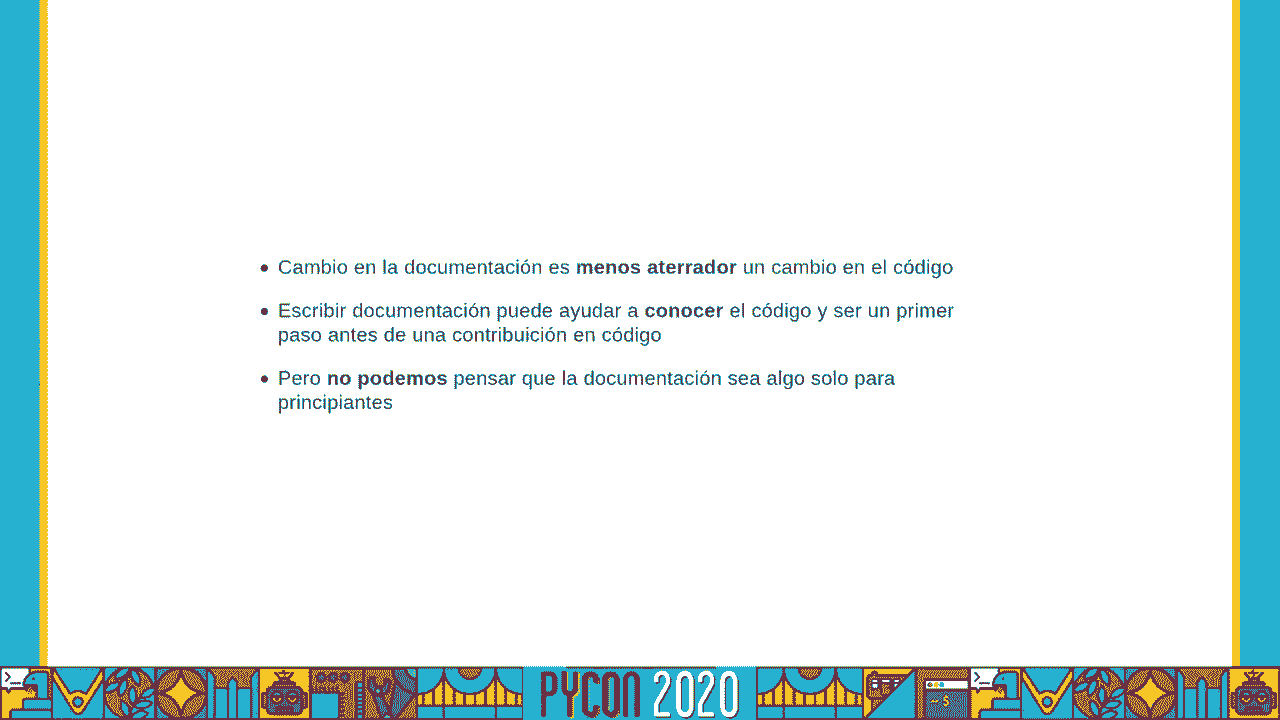 • Cambio en la documentación es menos aterrador un cambio en el código
• Escribir documentación puede ayudar a conocer el código y ser un primer
paso antes de una contribuición en código
• Pero no podemos pensar que la documentación sea algo solo para
principiantes
PYCON 2020